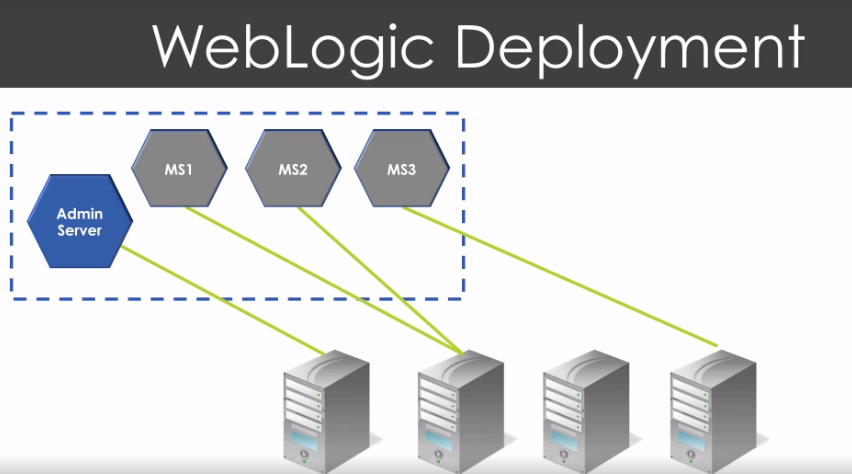 WebLogic Deployment
MS1
MS2
MS3
Admin
Server